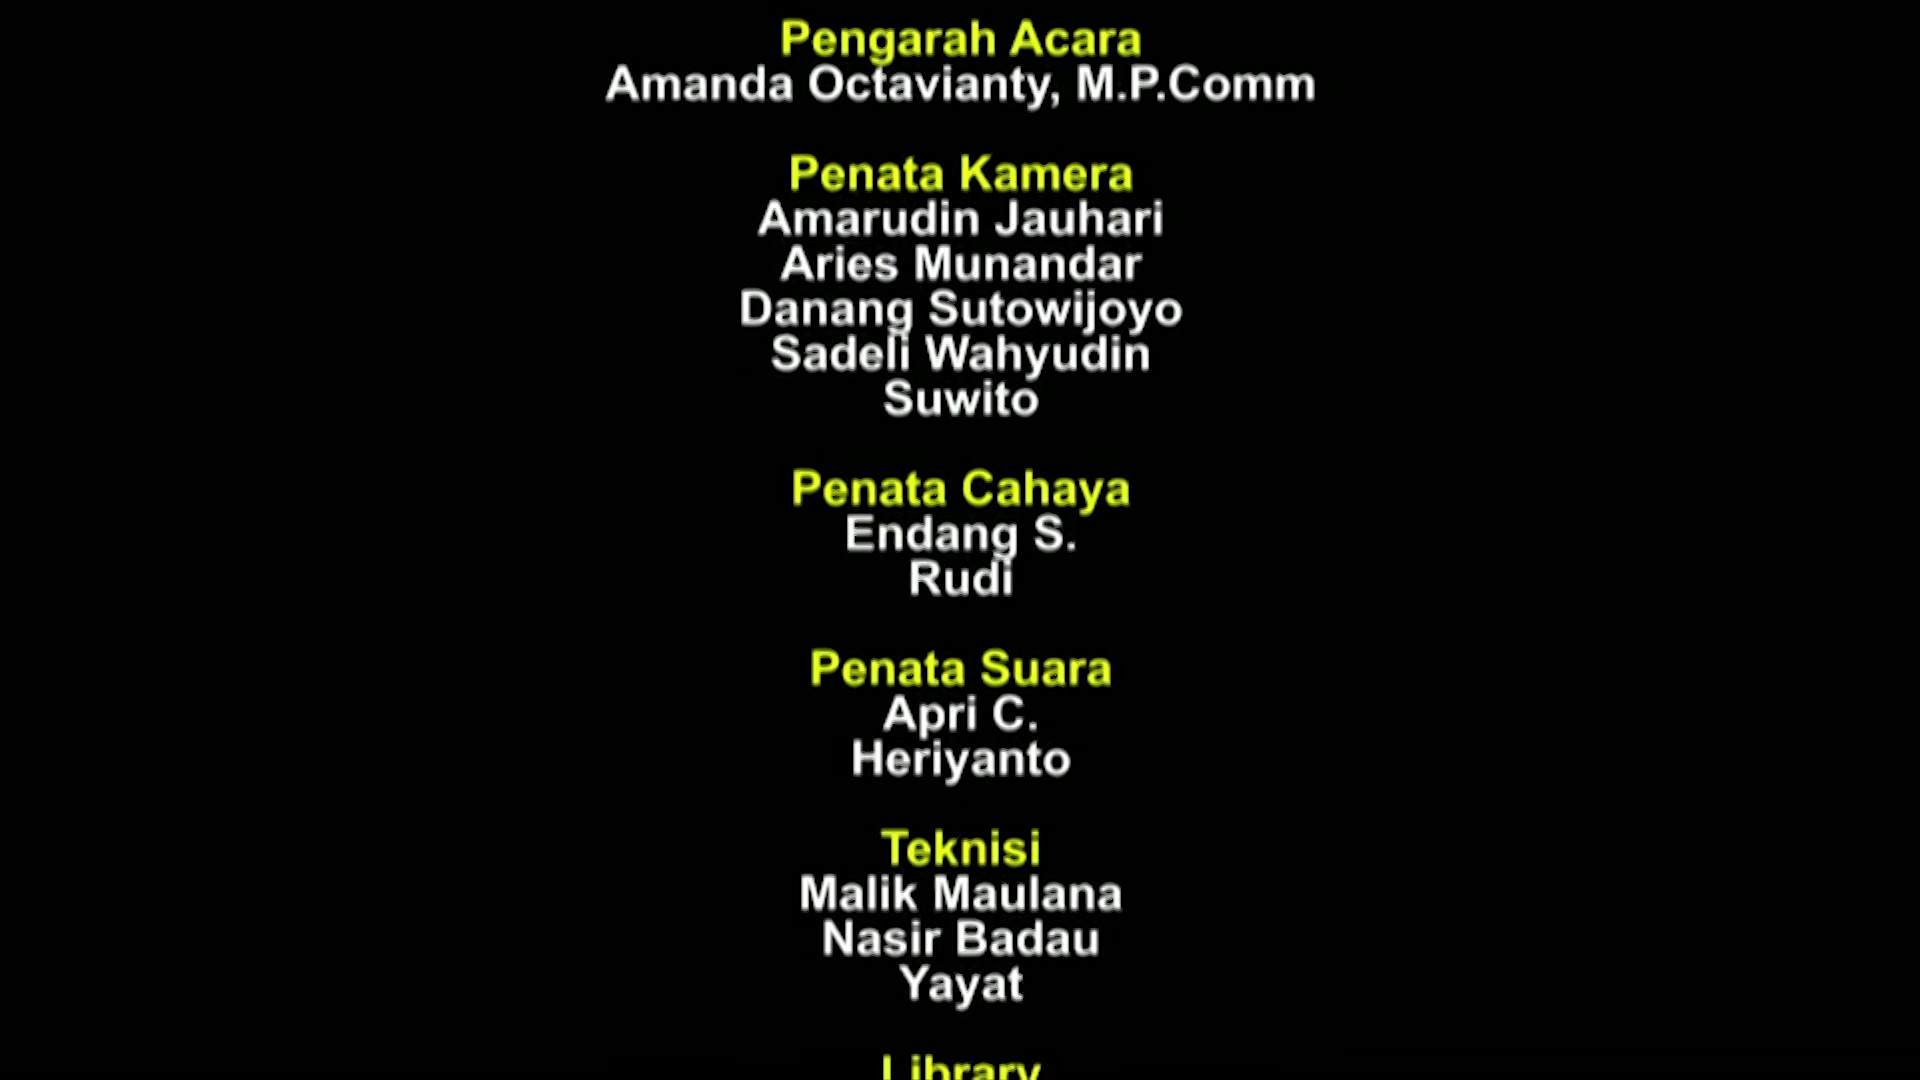 Pengarah Acara
Amanda Octavianty, M.P.Comm
Penata Kamera
Amarudin Jauhari
Aries Munandar
Danang Sutowijoyo
Sadeli Wahyudin
Suwito
Penata Cahaya
Endang S.
Rudi
Penata Suara
Apri C.
Heriyanto
Teknisi
Malik Maulana
Nasir Badau
Yayat
Library